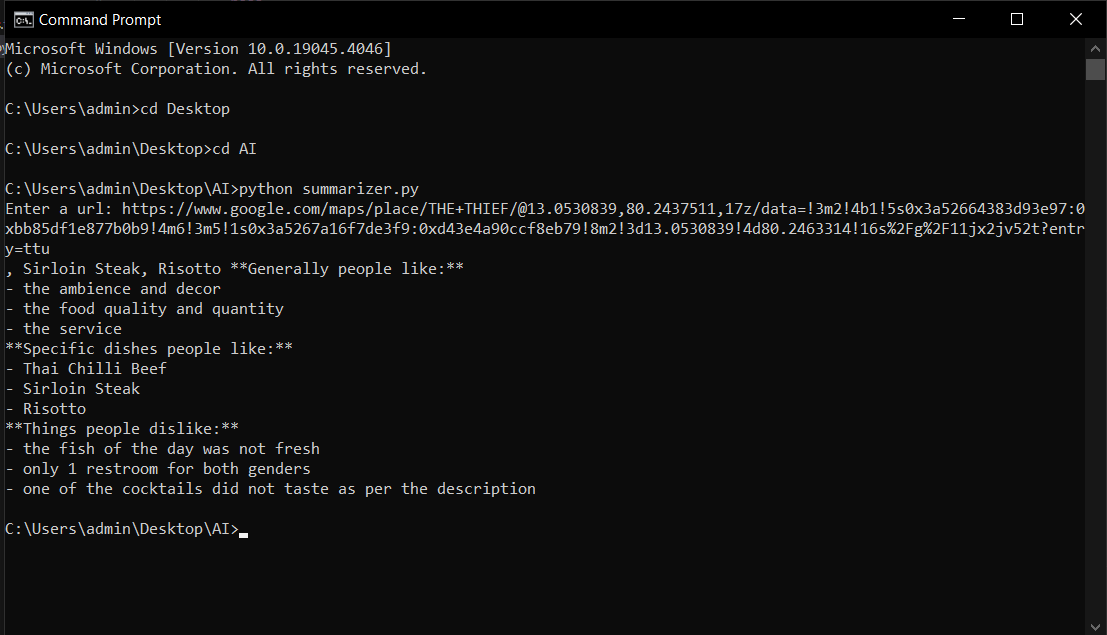 Command Prompt
Microsoft Windows [Version 10.0.19045.4046]
(c) Microsoft Corporation. All rights reserved.
C:\Users\admin>cd Desktop
C:\Users\admin\Desktop>cd AI
C:\Users\admin\Desktop\AI>python summarizer.py
Enter a url: https://www.google.com/maps/place/THE+THIEF/@13.0530839,80.2437511,17z/data=!3m2!4b1!5s0x3a52664383d93e97:0
xbb85df1e877b0b9!4m6!3m5!1s0x3a5267a16f7de3f9:0xd43e4a90ccf8eb79!8m2!3d13.0530839!4d80.2463314!16s%2Fg%2F11jx2jv52t?entr
y=ttu
, Sirloin Steak, Risotto **Generally people like:**
- the ambience and decor
- the food quality and quantity
- the service
**Specific dishes people like:**
- Thai Chilli Beef
- Sirloin Steak
- Risotto
**Things people dislike:**
- the fish of the day was not fresh
- only 1 restroom for both genders
- one of the cocktails did not taste as per the description
C:\Users\admin\Desktop\AI>